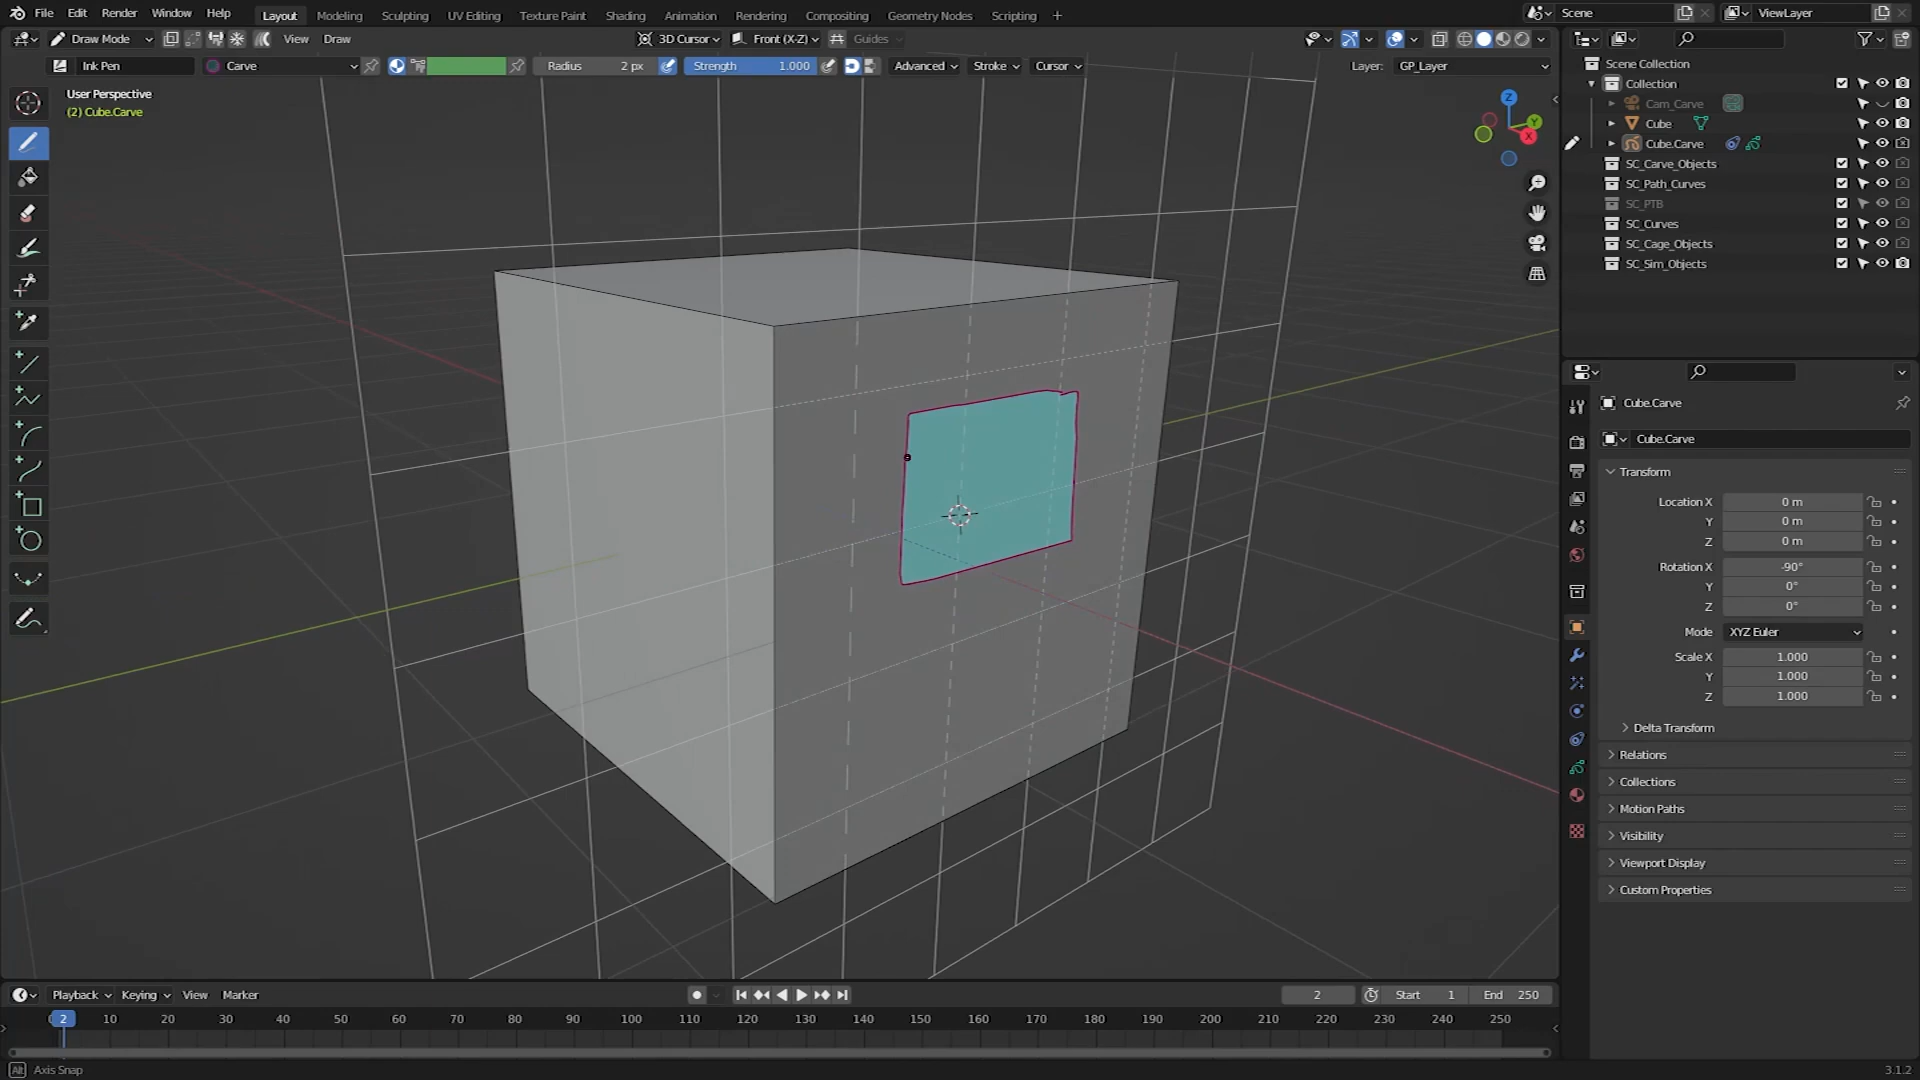 File Edit Render Window Help Layout Modeling Sculpting UV Editing Texture Paint Shading Animation Rendering Compositing Geometry Nodes Scripting + Scene ViewLayer
Draw Mode View Draw 3D Cursor Front (X-Z) Guides
Ink Pen Carve Radius 2 px Strength 1.000 Advanced Stroke Cursor Layer: GP_Layer
User Perspective
(2) Cube.Carve
Z
Y
X
Scene Collection
Collection
Cam_Carve
Cube
Cube.Carve
SC_Carve_Objects
SC_Path_Curves
SC_PTB
SC_Curves
SC_Cage_Objects
SC_Sim_Objects
Cube.Carve
Cube.Carve
Transform
Location X 0 m
Y 0 m
Z 0 m
Rotation X -90°
Y 0°
Z 0°
Mode XYZ Euler
Scale X 1.000
Y 1.000
Z 1.000
Delta Transform
Relations
Collections
Motion Paths
Visibility
Viewport Display
Custom Properties
Playback Keying View Marker 2 Start 1 End 250
2 10 20 30 40 50 60 70 80 90 100 110 120 130 140 150 160 170 180 190 200 210 220 230 240 250
Alt Axis Snap 3.1.2